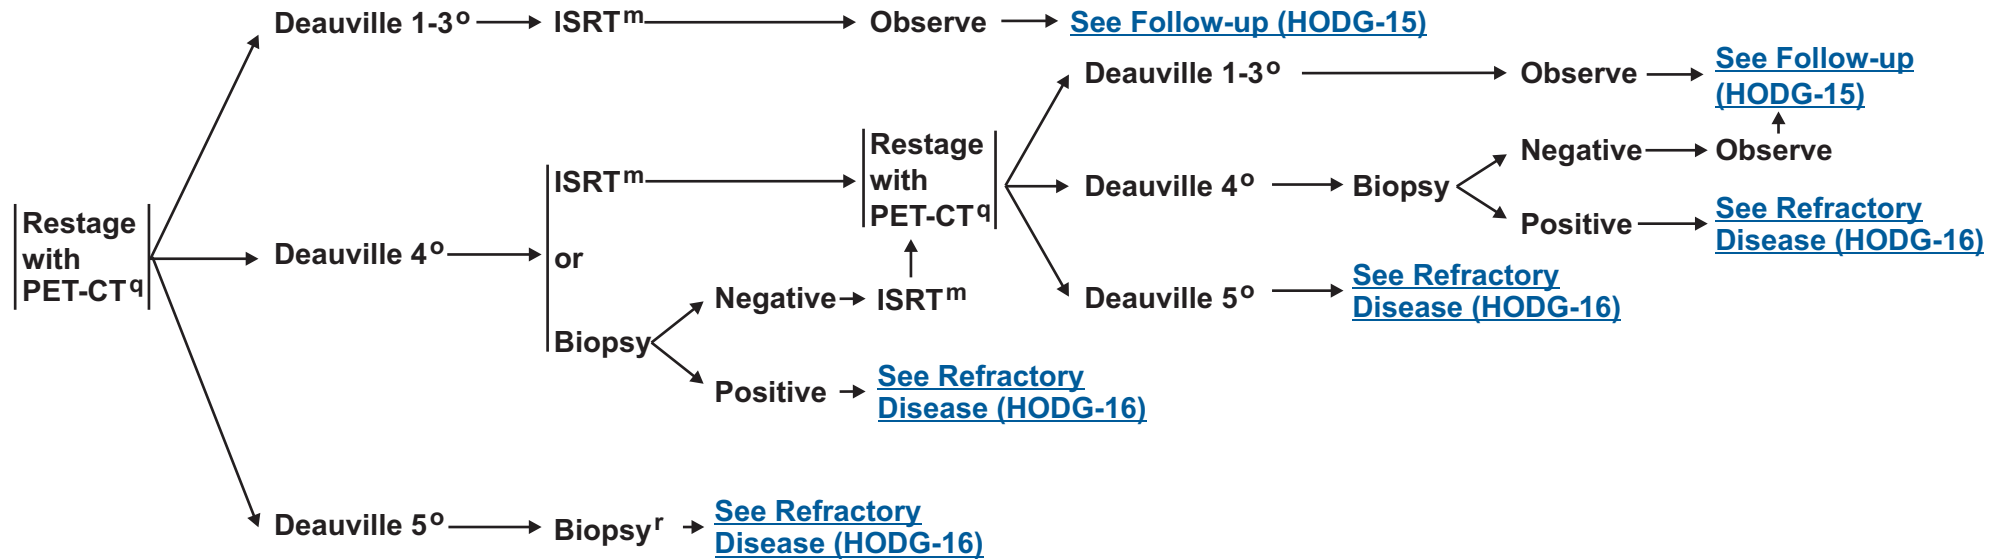 Deauville 1-3o ISRTm Observe See Follow-up (HODG-15)
Deauville 1-3o Observe See Follow-up
(HODG-15)
Restage
with
PET-CTq
Deauville 4o
ISRTm
or
Biopsy
Negative ISRTm
Positive See Refractory
Disease (HODG-16)
Restage
with
PET-CTq
Deauville 4o Biopsy
Negative Observe
Positive See Refractory
Disease (HODG-16)
Deauville 5o See Refractory
Disease (HODG-16)
Deauville 5o Biopsyr See Refractory
Disease (HODG-16)